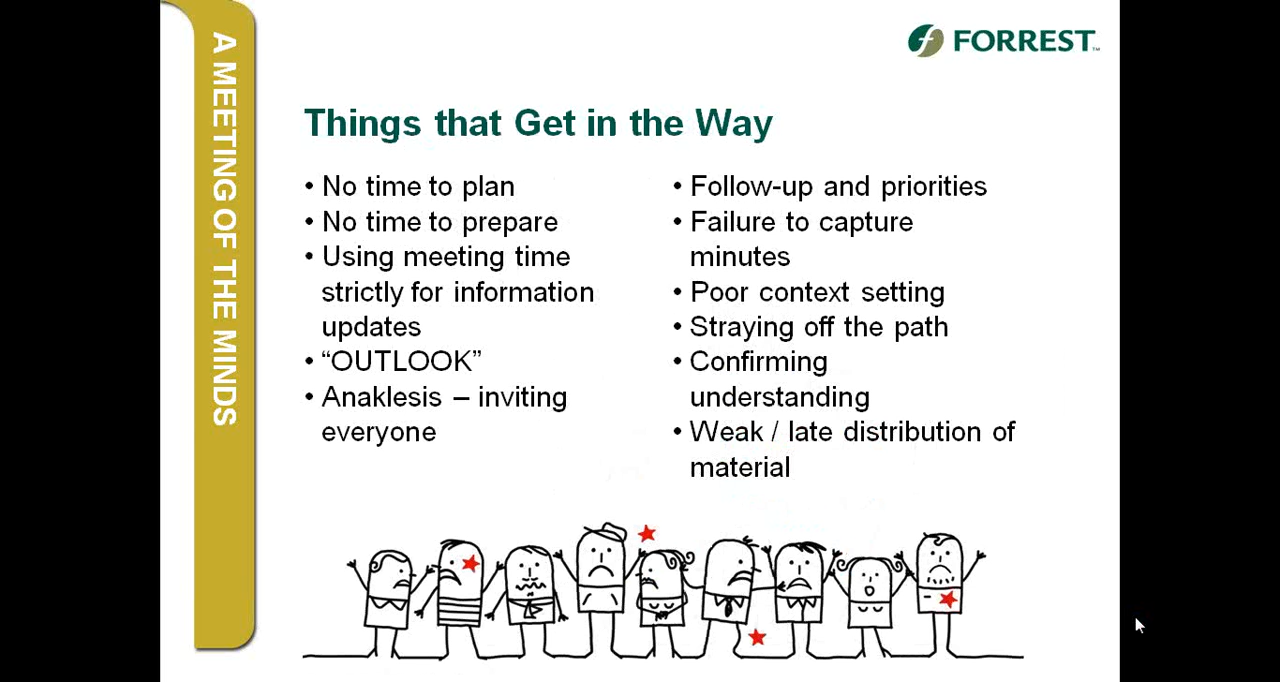 A MEETING OF THE MINDS
FORREST™
Things that Get in the Way
• No time to plan
• No time to prepare
• Using meeting time
strictly for information
updates
• “OUTLOOK”
• Anaklesis – inviting
everyone
• Follow-up and priorities
• Failure to capture
minutes
• Poor context setting
• Straying off the path
• Confirming
understanding
• Weak / late distribution of
material